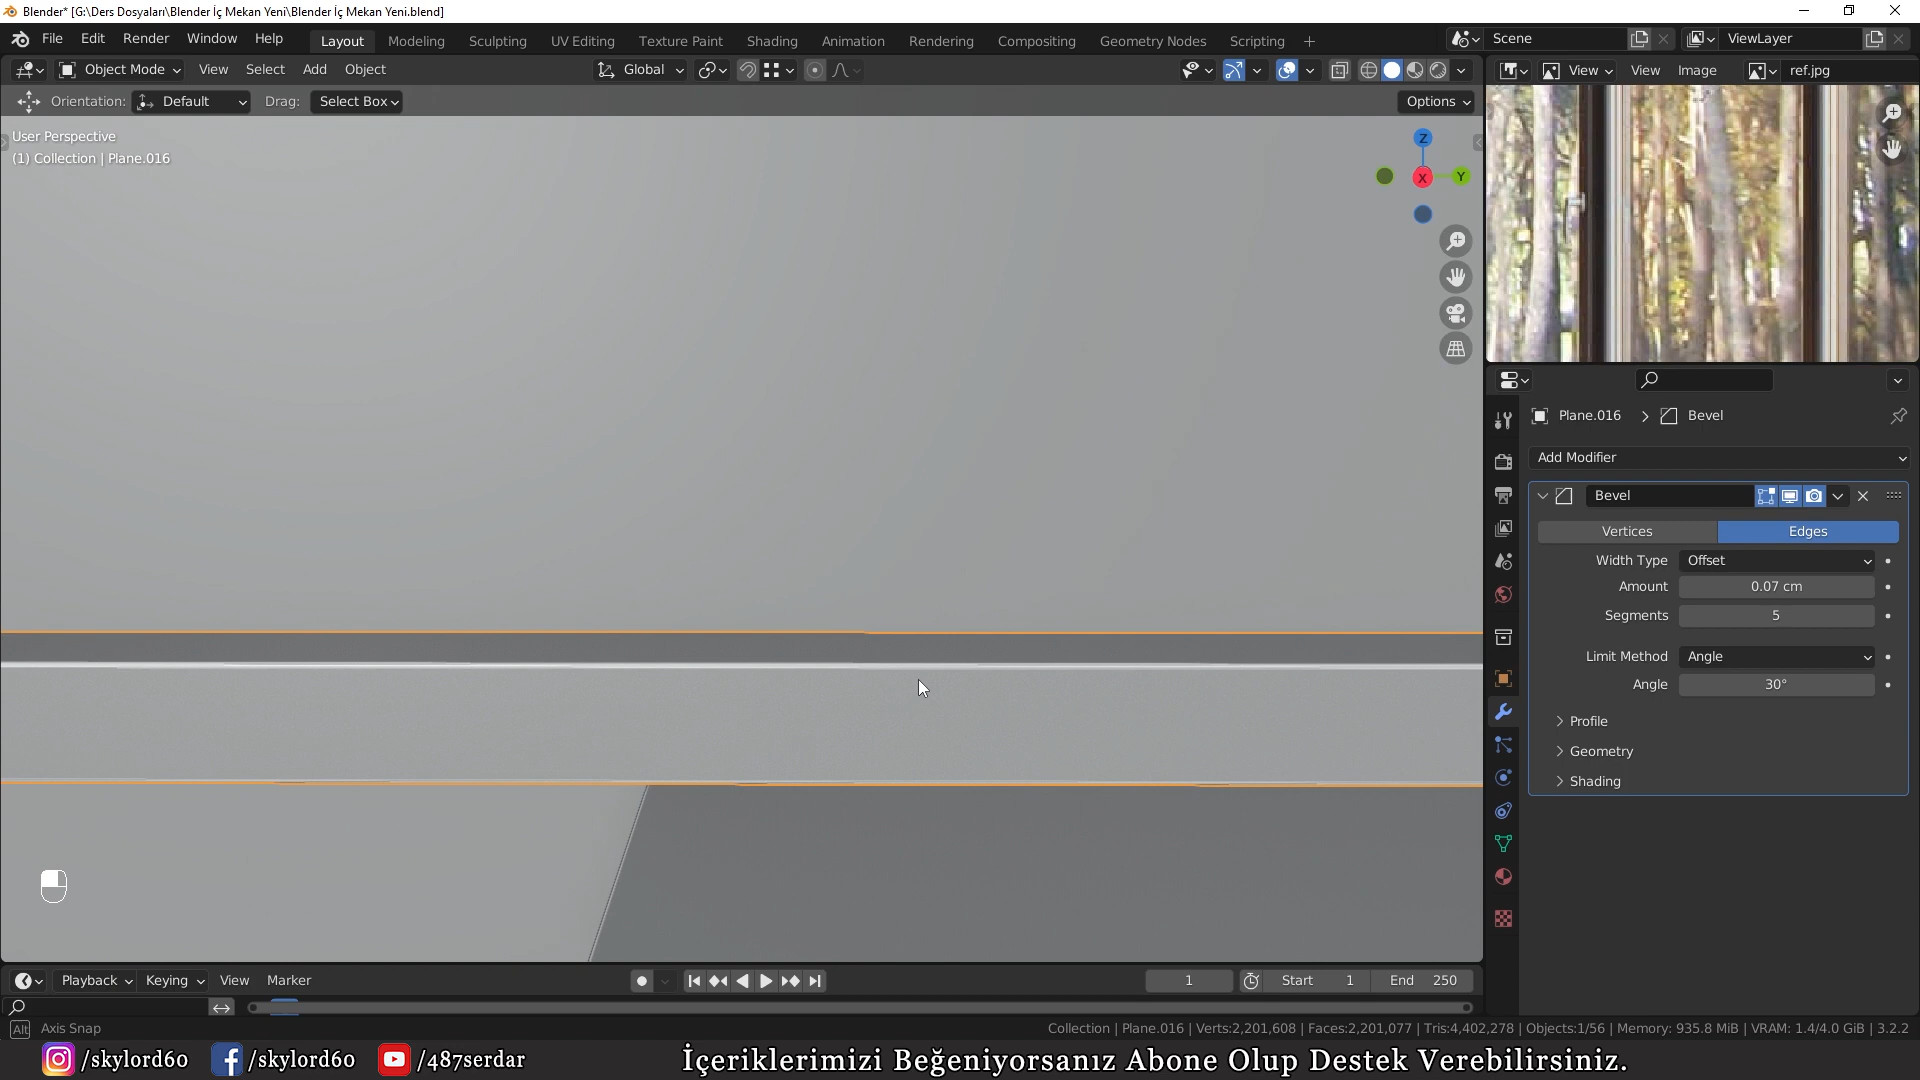 Blender* [G:\Ders Dosyaları\Blender İç Mekan Yeni\Blender İç Mekan Yeni.blend]
File Edit Render Window Help
Layout Modeling Sculpting UV Editing Texture Paint Shading Animation Rendering Compositing Geometry Nodes Scripting +
Scene
ViewLayer
Object Mode View Select Add Object
Global
View View Image ref.jpg
Orientation: Default Drag: Select Box
Options
User Perspective
(1) Collection | Plane.016
Z
X
Y
Plane.016 > Bevel
Add Modifier
Bevel
Vertices Edges
Width Type Offset
Amount 0.07 cm
Segments 5
Limit Method Angle
Angle 30°
Profile
Geometry
Shading
Playback Keying View Marker
1
Start 1
End 250
Alt Axis Snap
Collection | Plane.016 | Verts:2,201,608 | Faces:2,201,077 | Tris:4,402,278 | Objects:1/56 | Memory: 935.8 MiB | VRAM: 1.4/4.0 GiB | 3.2.2
/skylord60 /skylord60 /487serdar
İçeriklerimizi Beğeniyorsanız Abone Olup Destek Verebilirsiniz.